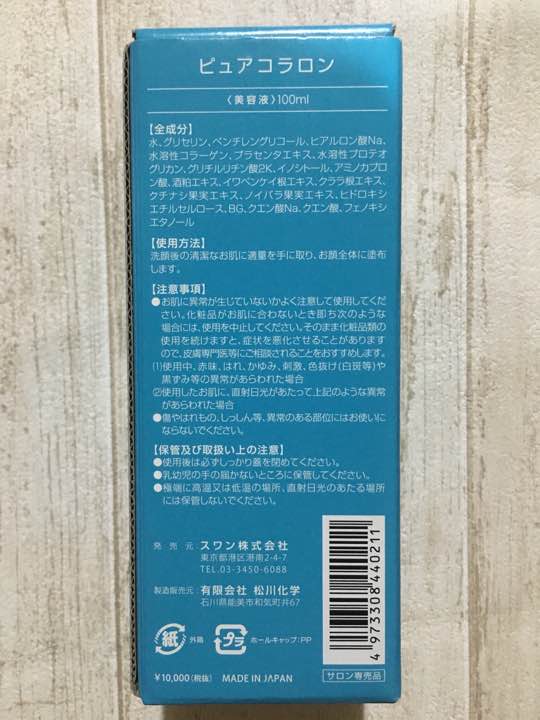 ピュアコラロン
〈美容液〉100ml
【全成分】
水、グリセリン、ペンチレングリコール、ヒアルロン酸Na、
水溶性コラーゲン、プラセンタエキス、水溶性プロテオ
グリカン、グリチルリチン酸2K、イノシトール、アミノカプロ
ン酸、酒粕エキス、イワベンケイ根エキス、クララ根エキス、
クチナシ果実エキス、ノイバラ果実エキス、ヒドロキシ
エチルセルロース、BG、クエン酸Na、クエン酸、フェノキシ
エタノール
【使用方法】
洗顔後の清潔なお肌に適量を手に取り、お顔全体に塗布
します。
【注意事項】
●お肌に異常が生じていないかよく注意して使用してくだ
さい。化粧品がお肌に合わないとき即ち次のような
場合には、使用を中止してください。そのまま化粧品類の
使用を続けますと、症状を悪化させることがあります
ので、皮膚専門医等にご相談されることをおすすめします。
(1)使用中、赤味、はれ、かゆみ、刺激、色抜け(白斑等)や
黒ずみ等の異常があらわれた場合
(2)使用したお肌に、直射日光があたって上記のような異常
があらわれた場合
●傷やはれもの、しっしん等、異常のある部位にはお使いに
ならないでください。
【保管及び取扱い上の注意】
●使用後は必ずしっかり蓋を閉めてください。
●乳幼児の手の届かないところに保管してください。
●極端に高温又は低温の場所、直射日光のあたる場所
には保管しないでください。
発売元 スワン株式会社
東京都港区港南2-4-7
TEL.03-3450-6088
製造販売元:有限会社 松川化学
石川県能美市和気町井67
紙 外箱
プラ ボトルキャップ:PP
4 973308 440211
¥10,000(税抜) MADE IN JAPAN
サロン専売品